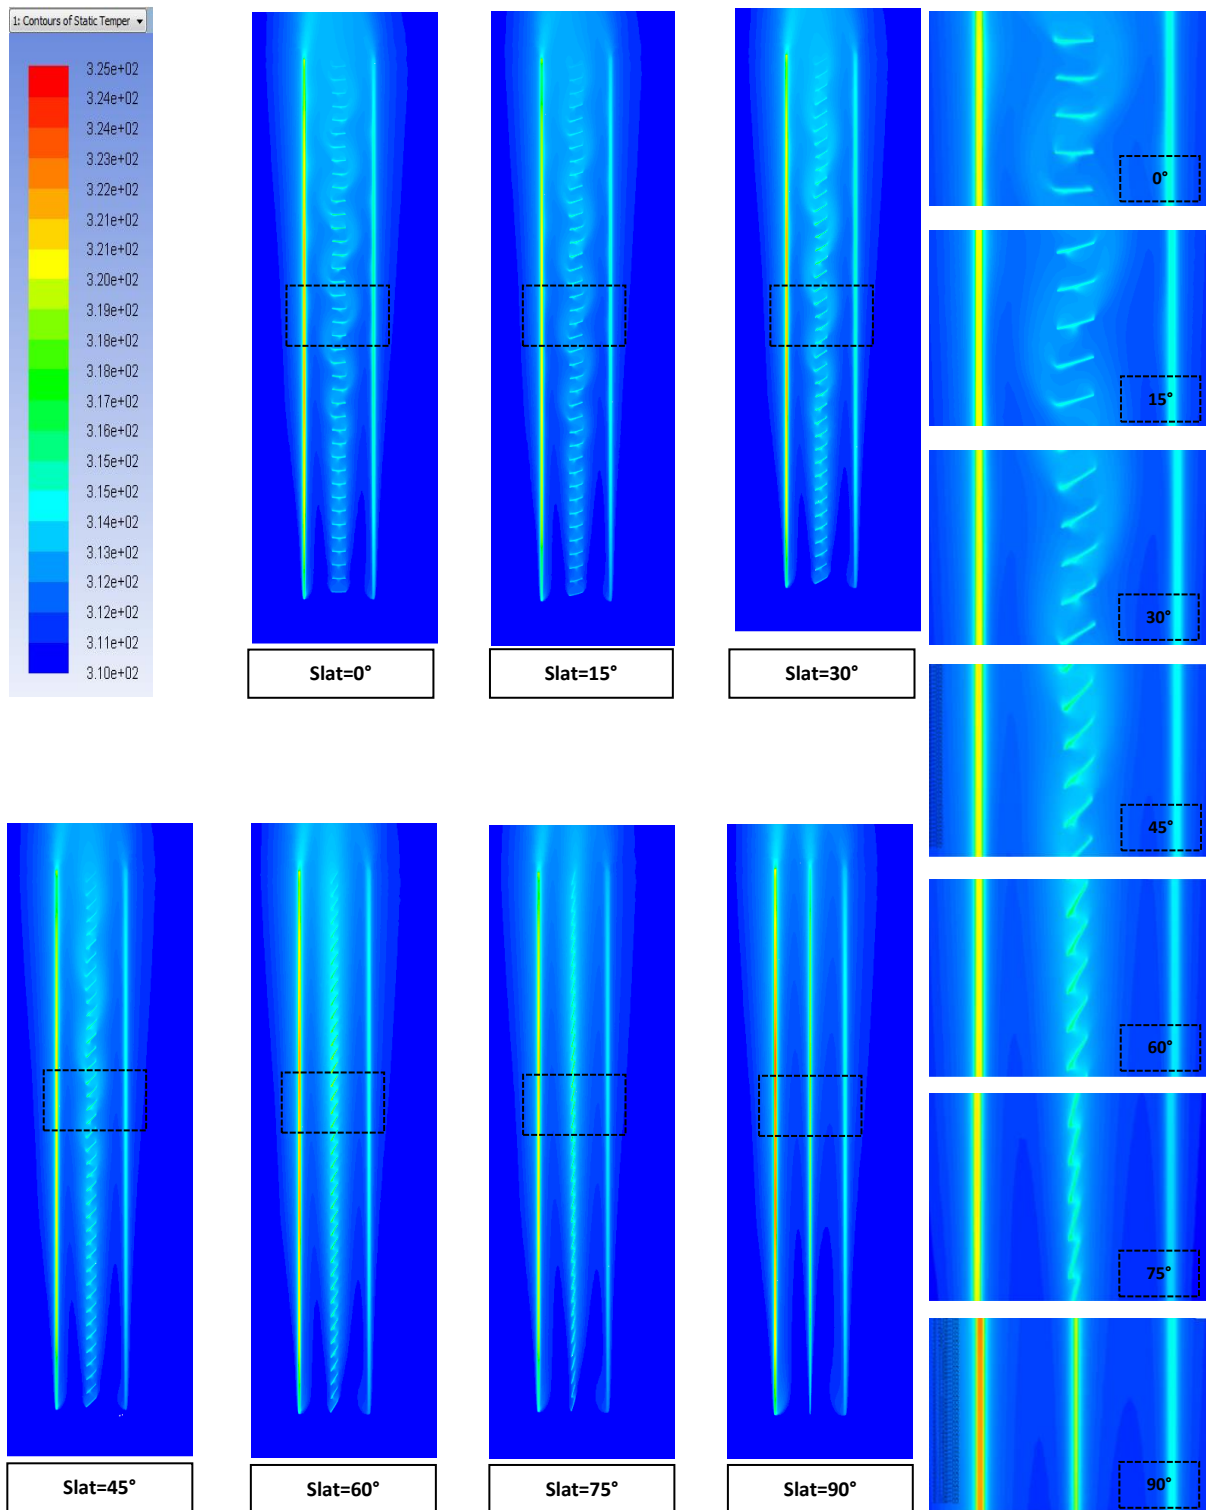 1: Contours of Static Temper
3.25e+02
3.24e+02
3.24e+02
3.23e+02
3.22e+02
3.21e+02
3.21e+02
3.20e+02
3.19e+02
3.18e+02
3.17e+02
3.16e+02
3.15e+02
3.15e+02
3.14e+02
3.13e+02
3.12e+02
3.12e+02
3.11e+02
3.10e+02
Slat=0°
Slat=15°
Slat=30°
0°
15°
30°
45°
60°
75°
90°
Slat=45°
Slat=60°
Slat=75°
Slat=90°